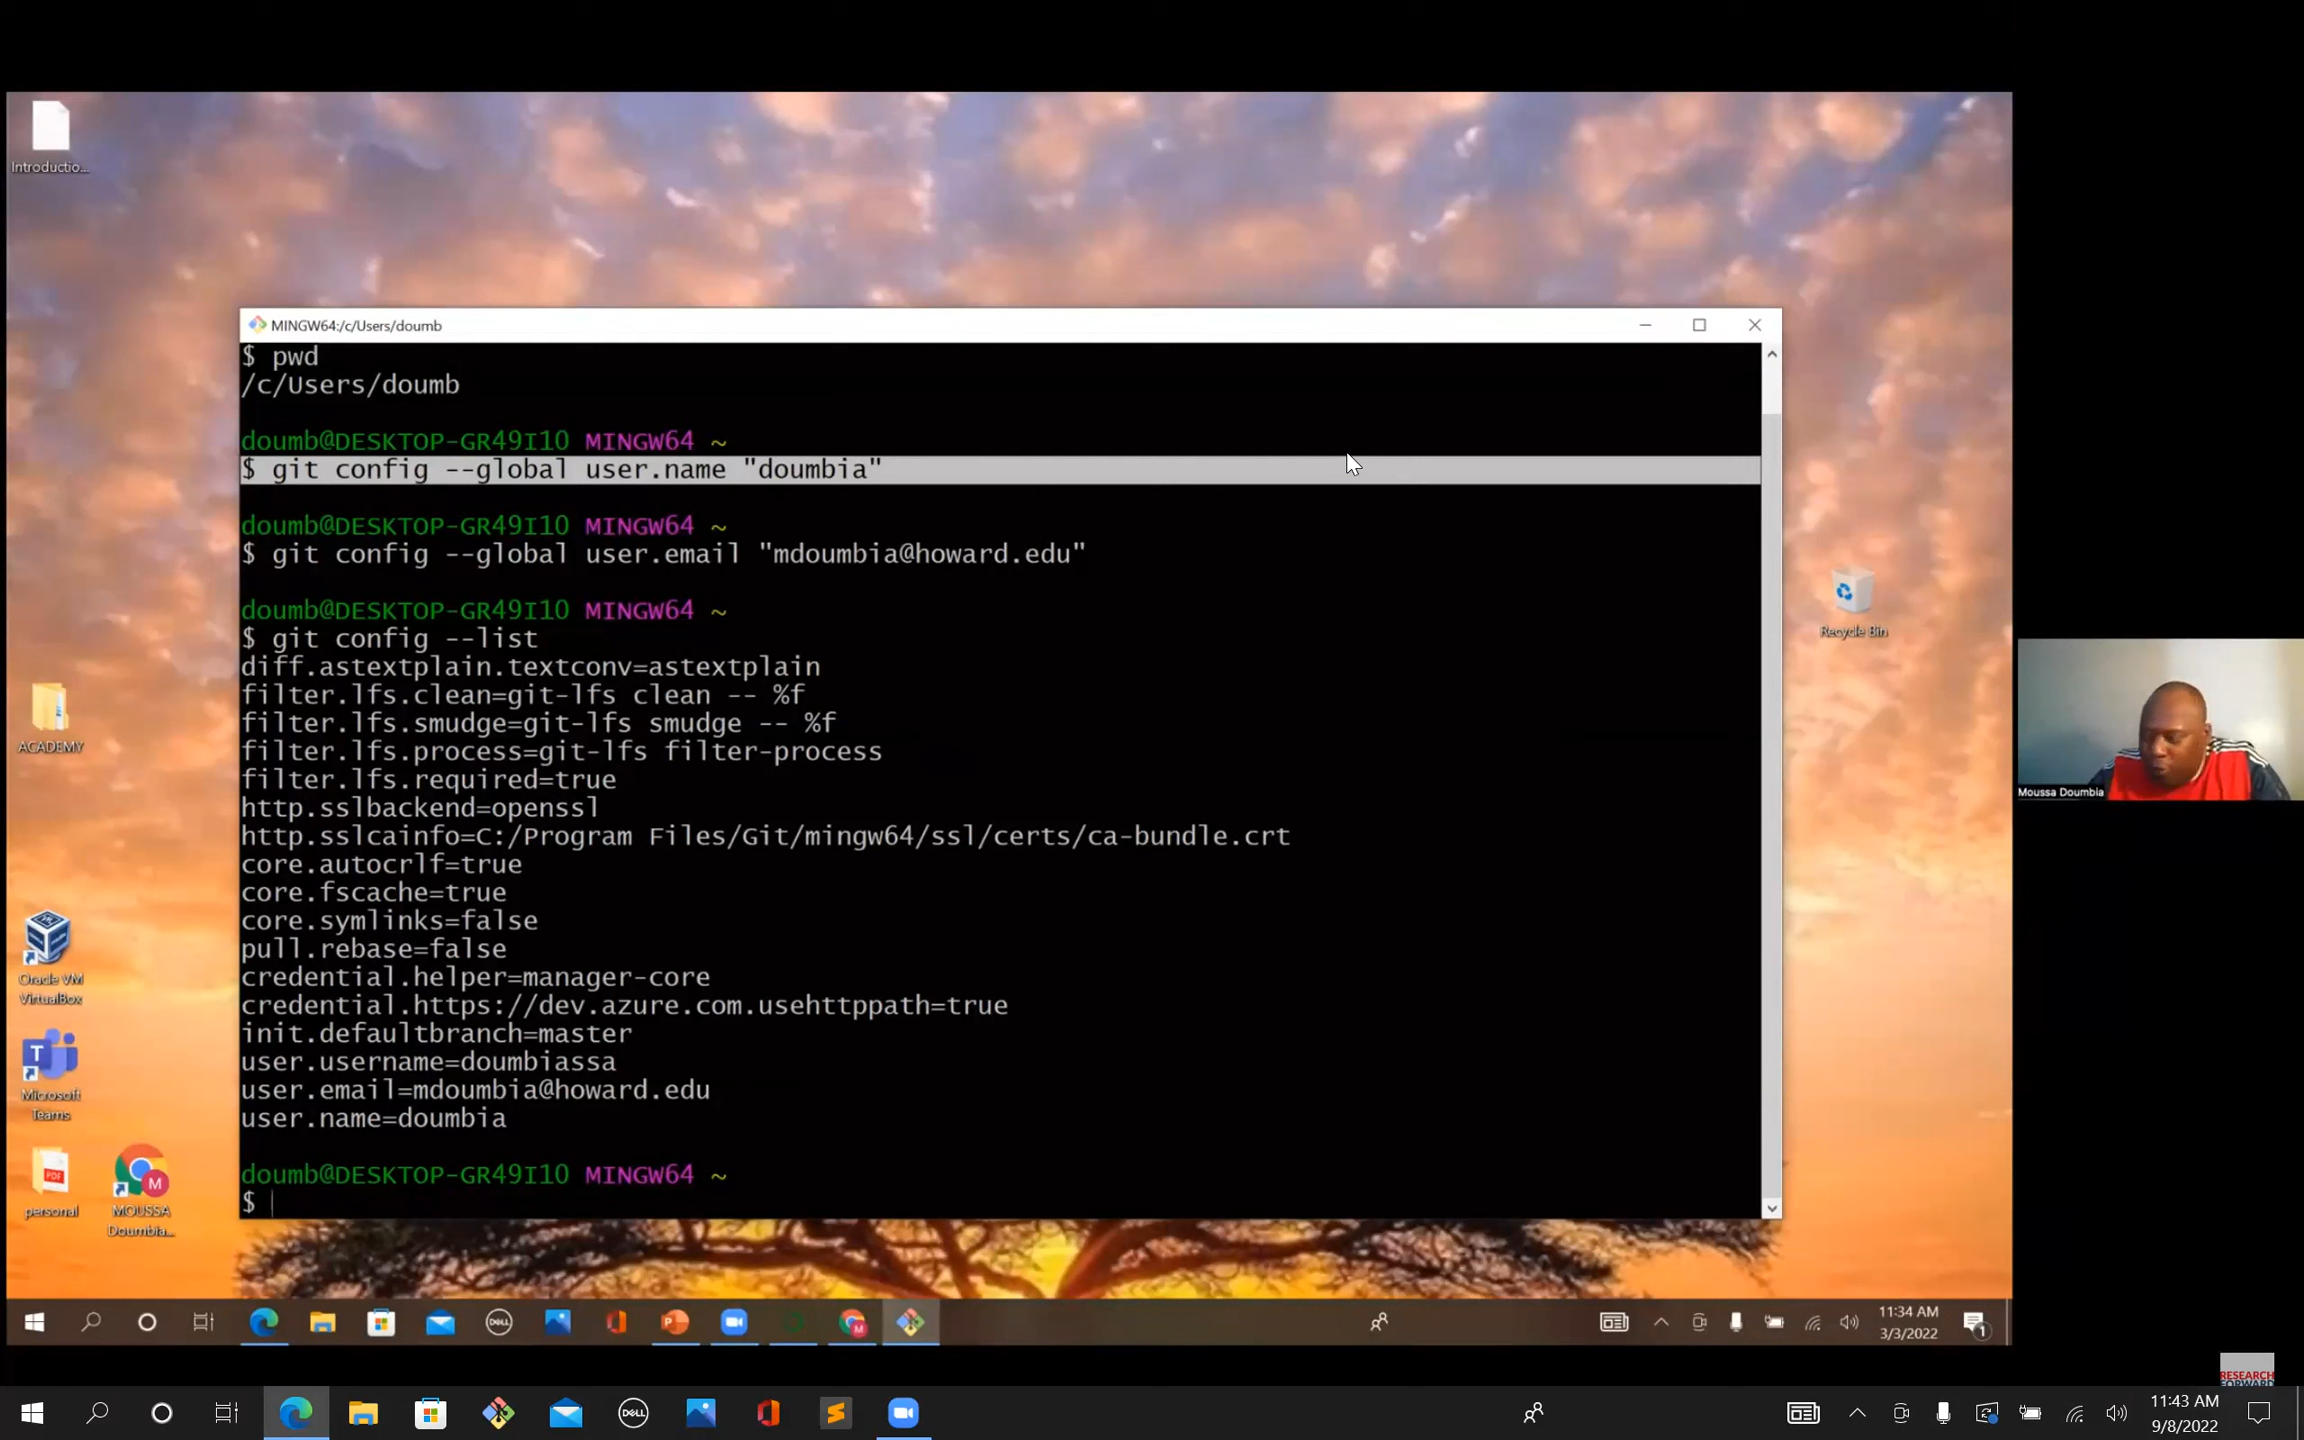 Introductio...
MINGW64:/c/Users/doumb
$ pwd
/c/Users/doumb
doumb@DESKTOP-GR49I10 MINGW64 ~
$ git config --global user.name "doumbia"
doumb@DESKTOP-GR49I10 MINGW64 ~
$ git config --global user.email "mdoumbia@howard.edu"
doumb@DESKTOP-GR49I10 MINGW64 ~
$ git config --list
diff.astextplain.textconv=astextplain
filter.lfs.clean=git-lfs clean -- %f
filter.lfs.smudge=git-lfs smudge -- %f
filter.lfs.process=git-lfs filter-process
filter.lfs.required=true
http.sslbackend=openssl
http.sslcainfo=C:/Program Files/Git/mingw64/ssl/certs/ca-bundle.crt
core.autocrlf=true
core.fscache=true
core.symlinks=false
pull.rebase=false
credential.helper=manager-core
credential.https://dev.azure.com.usehttppath=true
init.defaultbranch=master
user.username=doumbiassa
user.email=mdoumbia@howard.edu
user.name=doumbia
doumb@DESKTOP-GR49I10 MINGW64 ~
$
Recycle Bin
ACADEMY
Oracle VM
VirtualBox
T
Microsoft
Teams
PDF
personal
M
MOUSSA
Doumbia...
Moussa Doumbia
DELL
P
M
11:34 AM
3/3/2022
1
RESEARCH
FORWARD
DELL
11:43 AM
9/8/2022